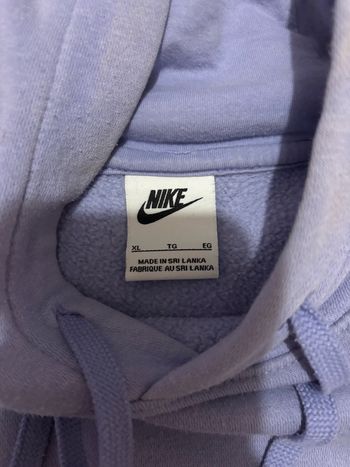 NIKE
XL TG EG
MADE IN SRI LANKA
FABRIQUE AU SRI LANKA